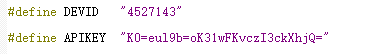 #define DEVID "4527143"
#define APIKEY "K0=eul9b=oK31wFKvczI3ckXhjQ="